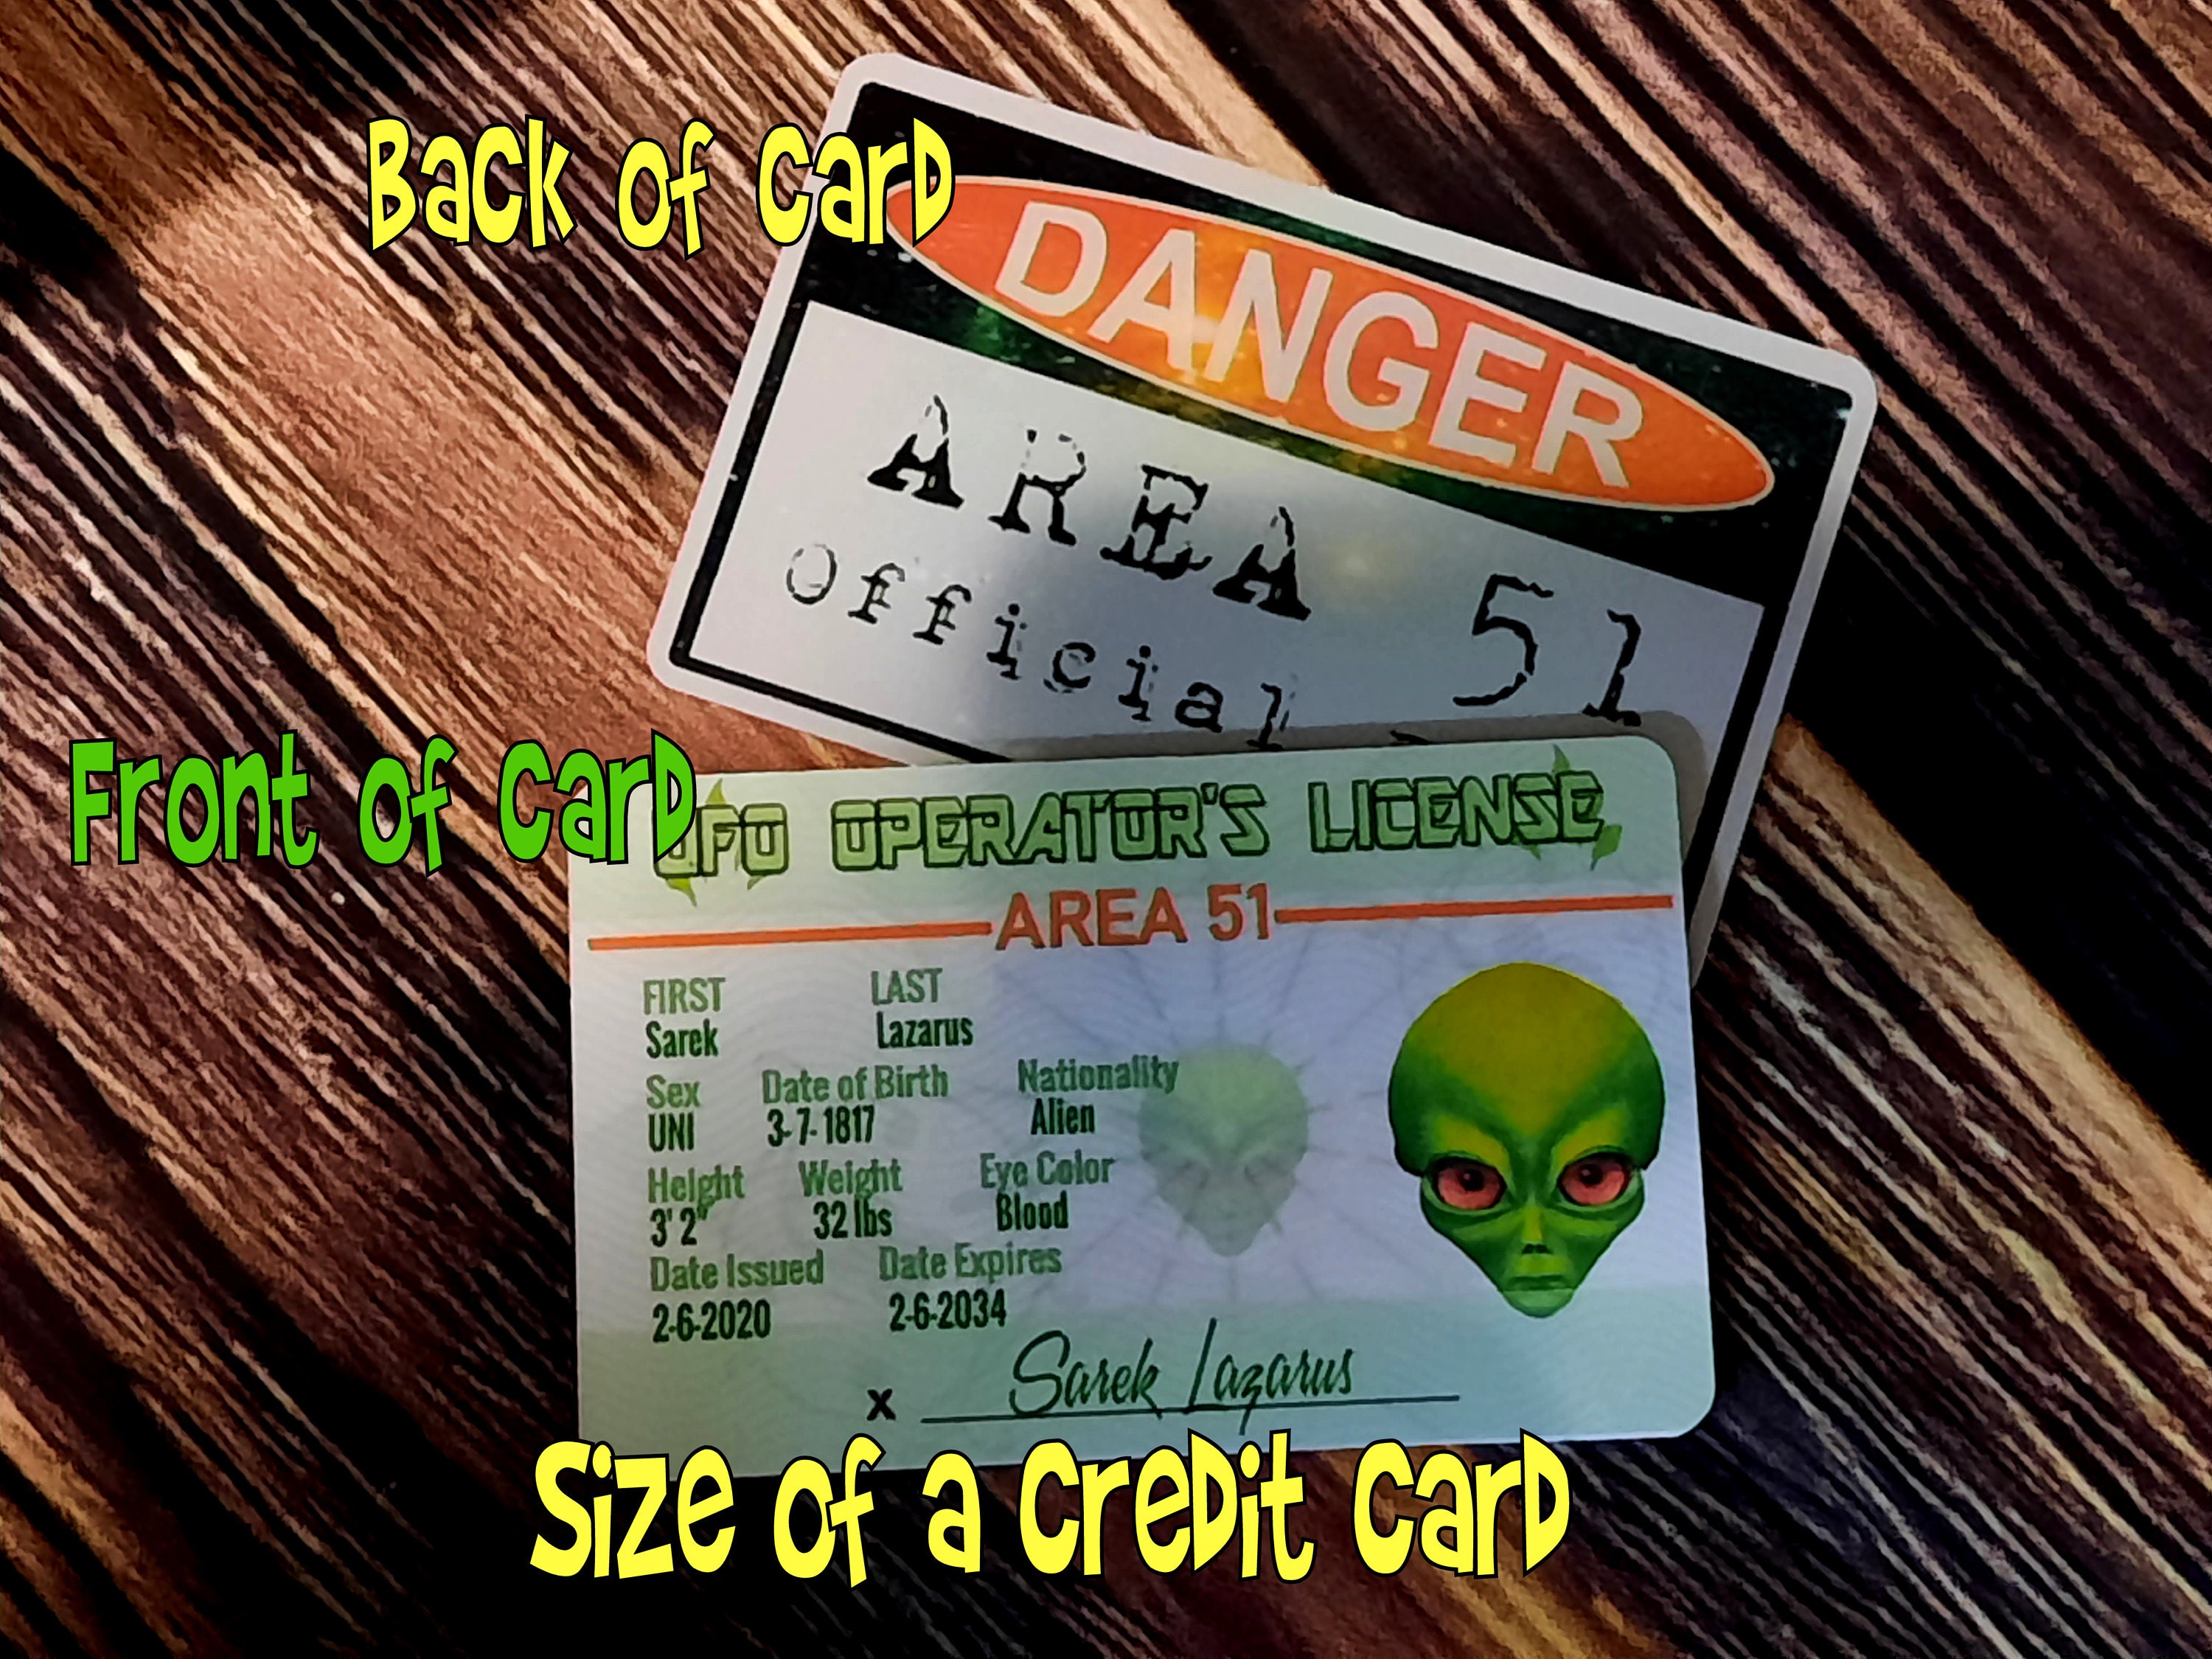 Back of Card
DANGER
AREA 51
Official
Front of Card
UFO OPERATOR'S LICENSE
AREA 51
FIRST LAST
Sarek Lazarus
Sex Date of Birth Nationality
UNI 3-7-1817 Alien
Height Weight Eye Color
3' 2" 32 lbs Blood
Date Issued Date Expires
2-6-2020 2-6-2034
x Sarek Lazarus
Size of a Credit Card